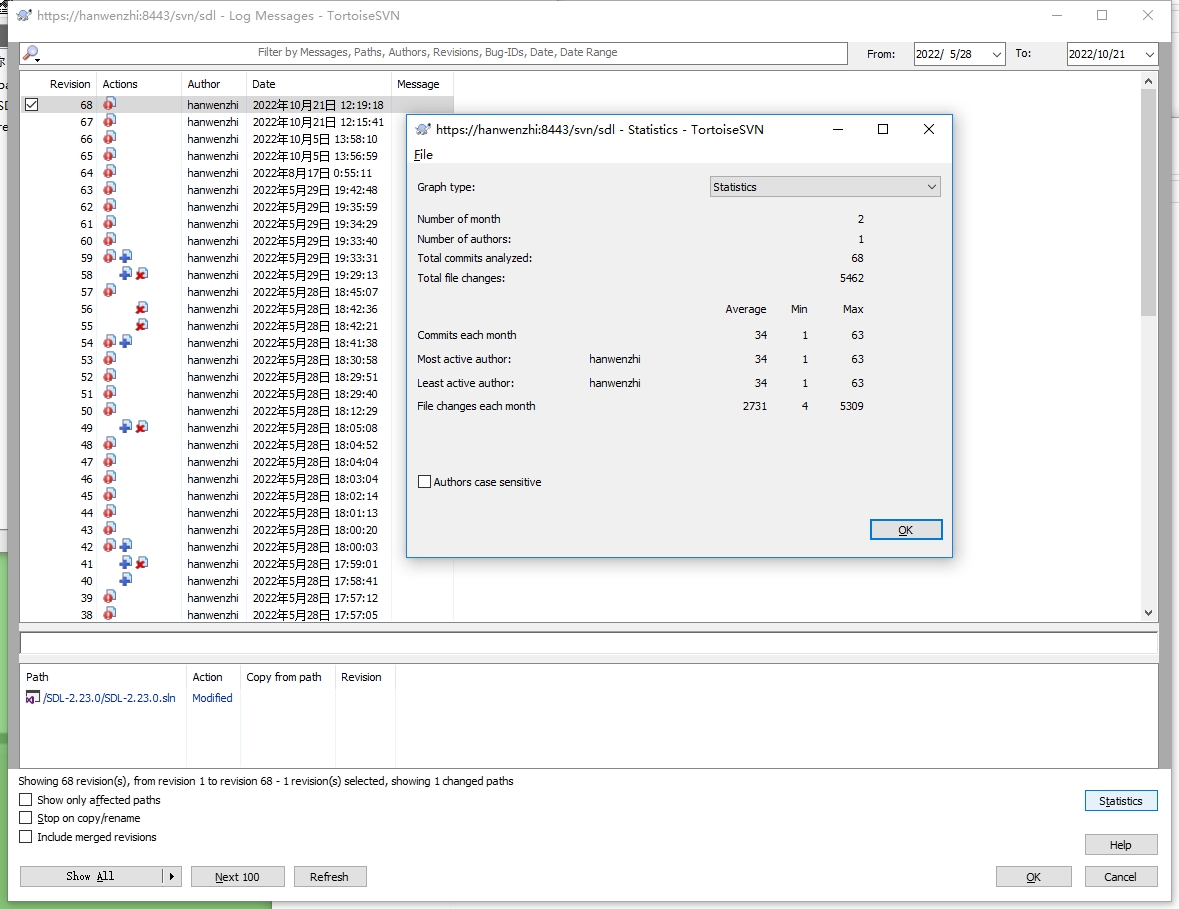 https://hanwenzhi:8443/svn/sdl - Log Messages - TortoiseSVN
Filter by Messages, Paths, Authors, Revisions, Bug-IDs, Date, Date Range
From: 2022/ 5/28 To: 2022/10/21
Revision Actions Author Date Message
68 hanwenzhi 2022年10月21日 12:19:18
67 hanwenzhi 2022年10月21日 12:15:41
66 hanwenzhi 2022年10月5日 13:58:10
65 hanwenzhi 2022年10月5日 13:56:59
64 hanwenzhi 2022年8月17日 0:55:11
63 hanwenzhi 2022年5月29日 19:42:48
62 hanwenzhi 2022年5月29日 19:35:59
61 hanwenzhi 2022年5月29日 19:34:29
60 hanwenzhi 2022年5月29日 19:33:40
59 hanwenzhi 2022年5月29日 19:33:31
58 hanwenzhi 2022年5月29日 19:29:13
57 hanwenzhi 2022年5月28日 18:45:07
56 hanwenzhi 2022年5月28日 18:42:36
55 hanwenzhi 2022年5月28日 18:42:21
54 hanwenzhi 2022年5月28日 18:41:38
53 hanwenzhi 2022年5月28日 18:30:58
52 hanwenzhi 2022年5月28日 18:29:51
51 hanwenzhi 2022年5月28日 18:29:40
50 hanwenzhi 2022年5月28日 18:12:29
49 hanwenzhi 2022年5月28日 18:05:08
48 hanwenzhi 2022年5月28日 18:04:52
47 hanwenzhi 2022年5月28日 18:04:04
46 hanwenzhi 2022年5月28日 18:03:04
45 hanwenzhi 2022年5月28日 18:02:14
44 hanwenzhi 2022年5月28日 18:01:13
43 hanwenzhi 2022年5月28日 18:00:20
42 hanwenzhi 2022年5月28日 18:00:03
41 hanwenzhi 2022年5月28日 17:59:01
40 hanwenzhi 2022年5月28日 17:58:41
39 hanwenzhi 2022年5月28日 17:57:12
38 hanwenzhi 2022年5月28日 17:57:05
https://hanwenzhi:8443/svn/sdl - Statistics - TortoiseSVN
File
Graph type: Statistics
Number of month 2
Number of authors: 1
Total commits analyzed: 68
Total file changes: 5462
Average Min Max
Commits each month 34 1 63
Most active author: hanwenzhi 34 1 63
Least active author: hanwenzhi 34 1 63
File changes each month 2731 4 5309
Authors case sensitive
OK
Path Action Copy from path Revision
/SDL-2.23.0/SDL-2.23.0.sln Modified
Showing 68 revision(s), from revision 1 to revision 68 - 1 revision(s) selected, showing 1 changed paths
Show only affected paths
Stop on copy/rename
Include merged revisions
Statistics
Help
Show All Next 100 Refresh OK Cancel